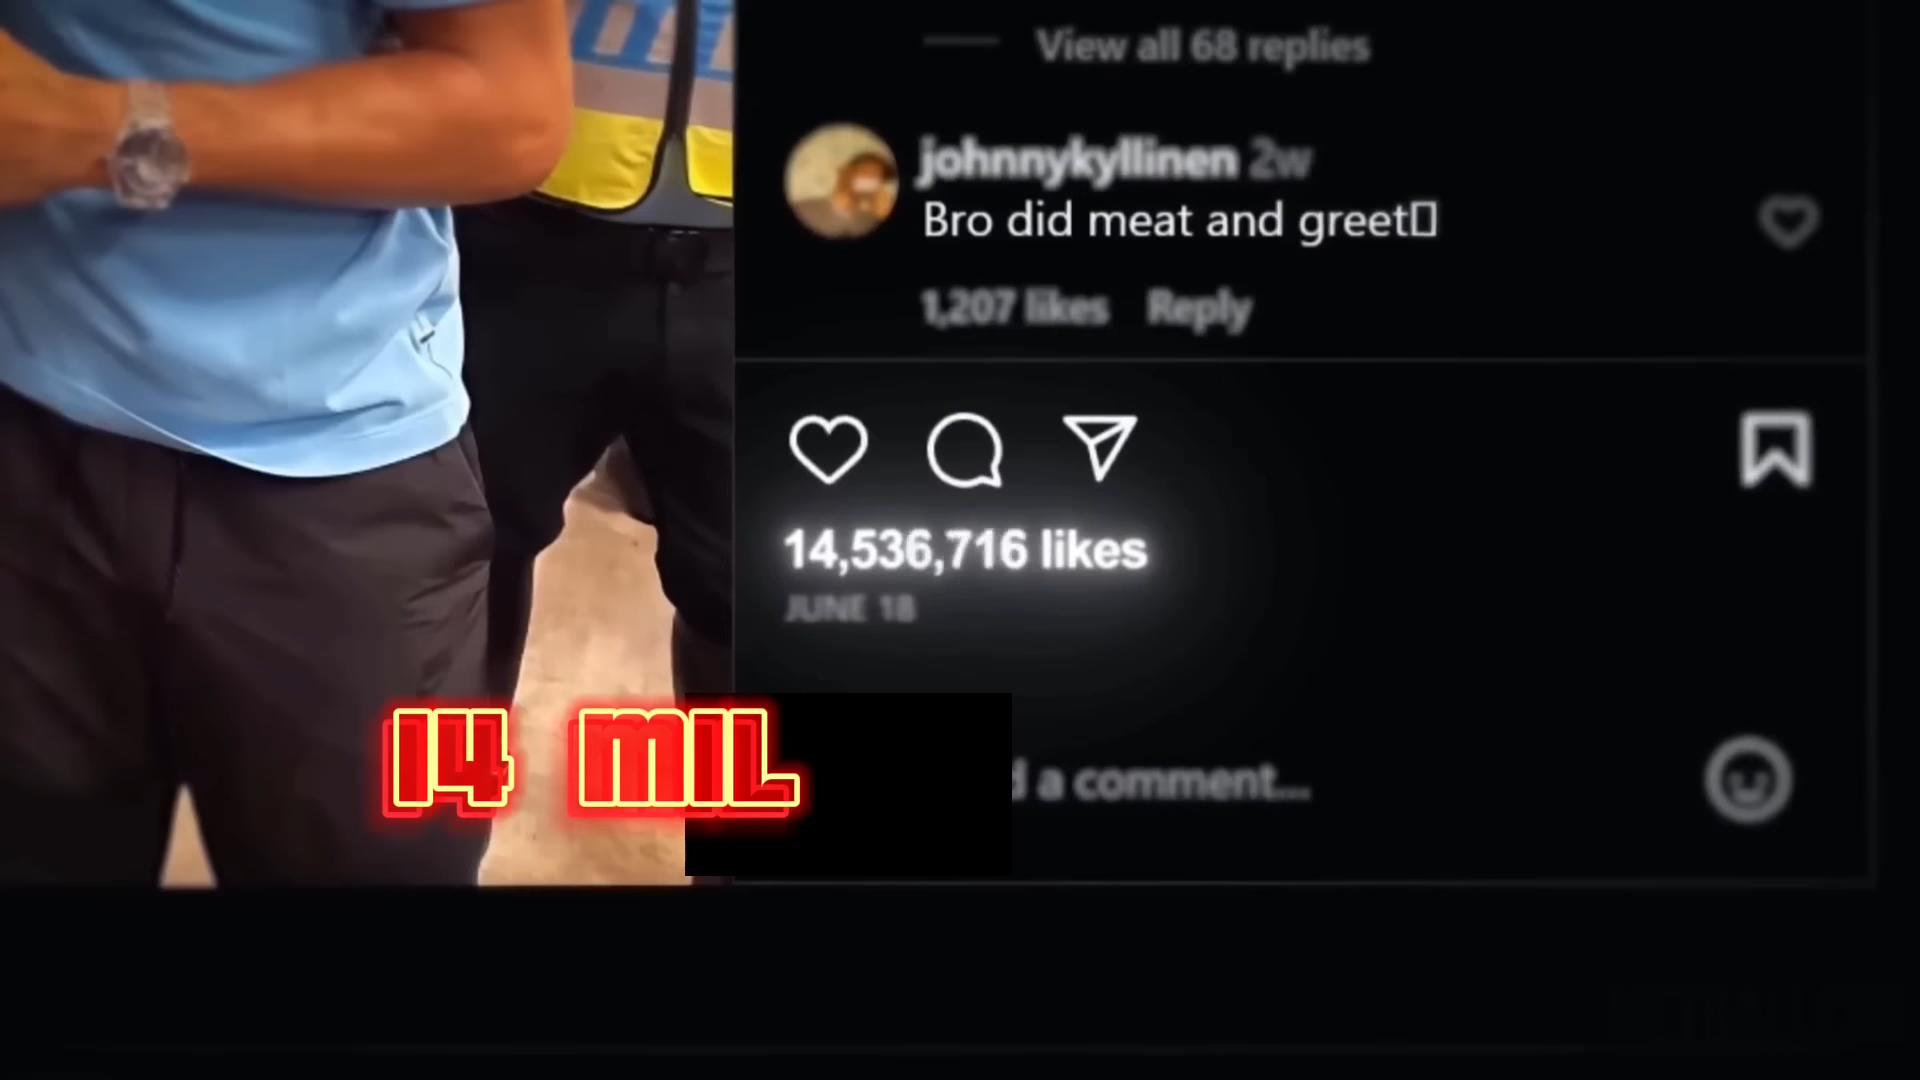 View all 68 replies
johnnykyllinen 2w
Bro did meat and greet
1,207 likes Reply
14,536,716 likes
JUNE 18
14 MIL
a comment...